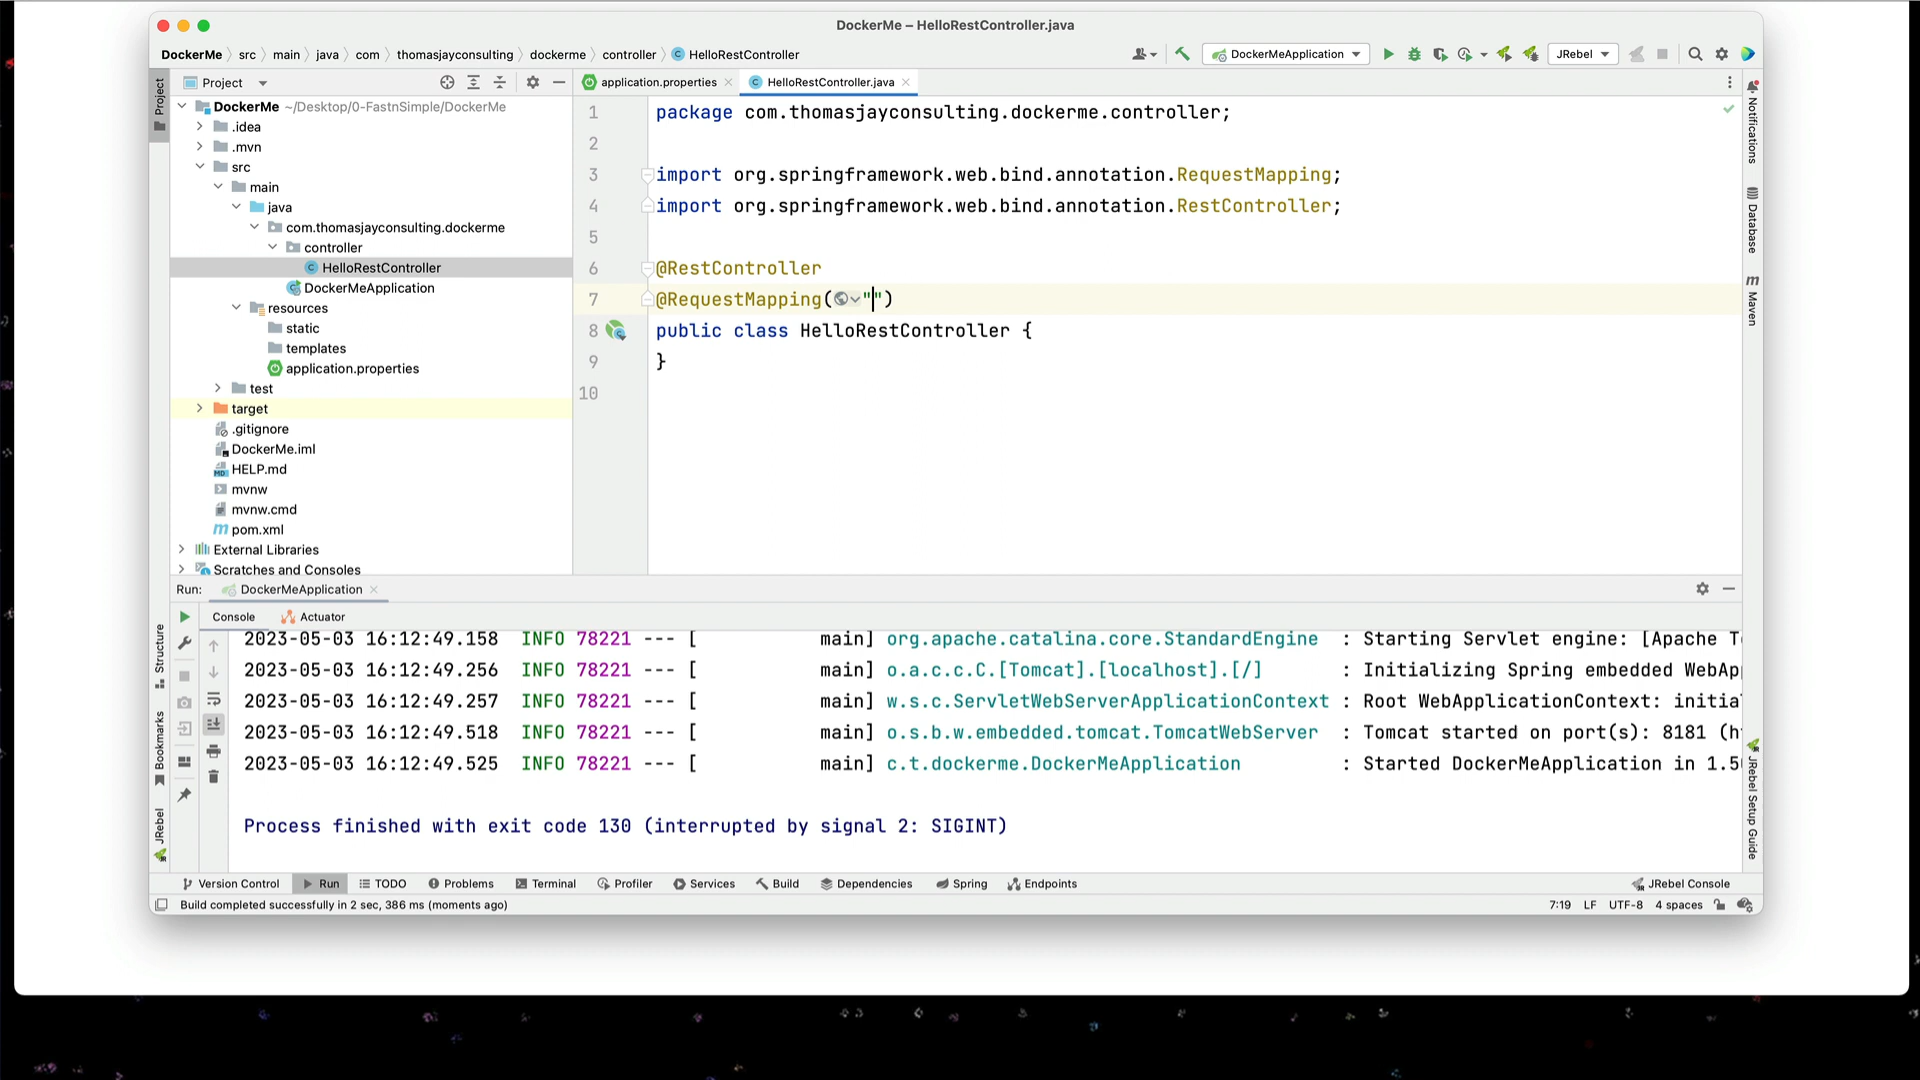 DockerMe – HelloRestController.java
DockerMe src main java com thomasjayconsulting dockerme controller HelloRestController
DockerMeApplication
JRebel
Project
application.properties
HelloRestController.java
DockerMe ~/Desktop/0-FastnSimple/DockerMe
.idea
.mvn
src
main
java
com.thomasjayconsulting.dockerme
controller
HelloRestController
DockerMeApplication
resources
static
templates
application.properties
test
target
.gitignore
DockerMe.iml
HELP.md
mvnw
mvnw.cmd
pom.xml
External Libraries
Scratches and Consoles
1 package com.thomasjayconsulting.dockerme.controller;
2
3 import org.springframework.web.bind.annotation.RequestMapping;
4 import org.springframework.web.bind.annotation.RestController;
5
6 @RestController
7 @RequestMapping("")
8 public class HelloRestController {
9 }
10
Project
Structure
Bookmarks
JRebel
Notifications
Database
Maven
JRebel Setup Guide
Run: DockerMeApplication
Console Actuator
2023-05-03 16:12:49.158 INFO 78221 --- [ main] org.apache.catalina.core.StandardEngine : Starting Servlet engine: [Apache T
2023-05-03 16:12:49.256 INFO 78221 --- [ main] o.a.c.c.C.[Tomcat].[localhost].[/] : Initializing Spring embedded WebAp
2023-05-03 16:12:49.257 INFO 78221 --- [ main] w.s.c.ServletWebServerApplicationContext : Root WebApplicationContext: initia
2023-05-03 16:12:49.518 INFO 78221 --- [ main] o.s.b.w.embedded.tomcat.TomcatWebServer : Tomcat started on port(s): 8181 (h
2023-05-03 16:12:49.525 INFO 78221 --- [ main] c.t.dockerme.DockerMeApplication : Started DockerMeApplication in 1.5
Process finished with exit code 130 (interrupted by signal 2: SIGINT)
Version Control Run TODO Problems Terminal Profiler Services Build Dependencies Spring Endpoints JRebel Console
Build completed successfully in 2 sec, 386 ms (moments ago)
7:19 LF UTF-8 4 spaces